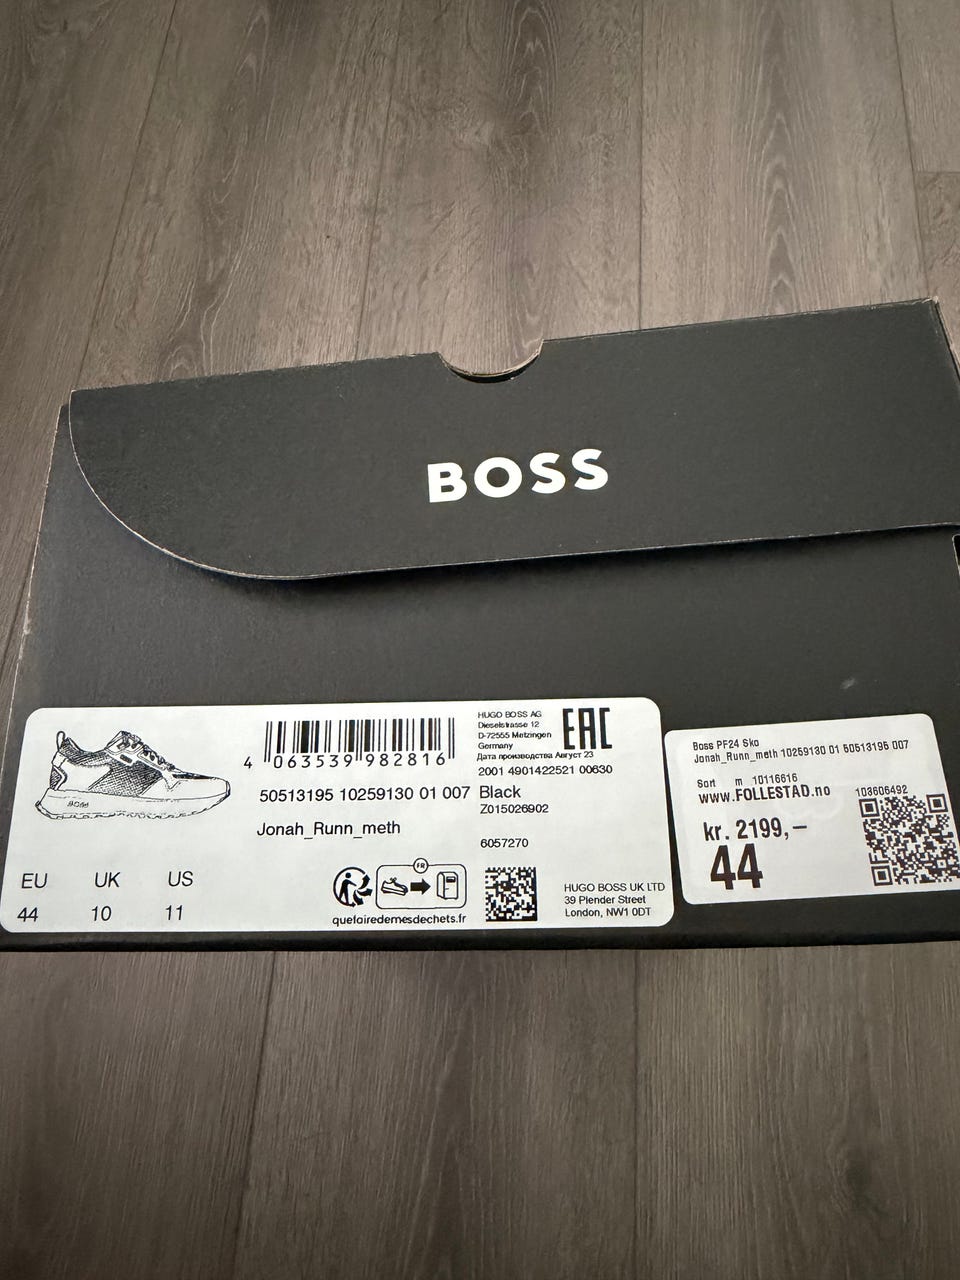 BOSS
BOSS
4 063539 982816
50513195 10259130 01 007
Jonah_Runn_meth
EU UK US
44 10 11
FR
quefairedemesdechets.fr
HUGO BOSS AG
Dieselstrasse 12
D-72555 Metzingen
Germany
EAC
Дата производства Август 23
2001 4901422521 00630
Black
Z015026902
6057270
HUGO BOSS UK LTD
39 Plender Street
London, NW1 0DT
Boss PF24 Sko
Jonah_Runn_meth 10259130 01 50513195 007
Sort m 10116616
www.FOLLESTAD.no
103606492
kr. 2199,–
44